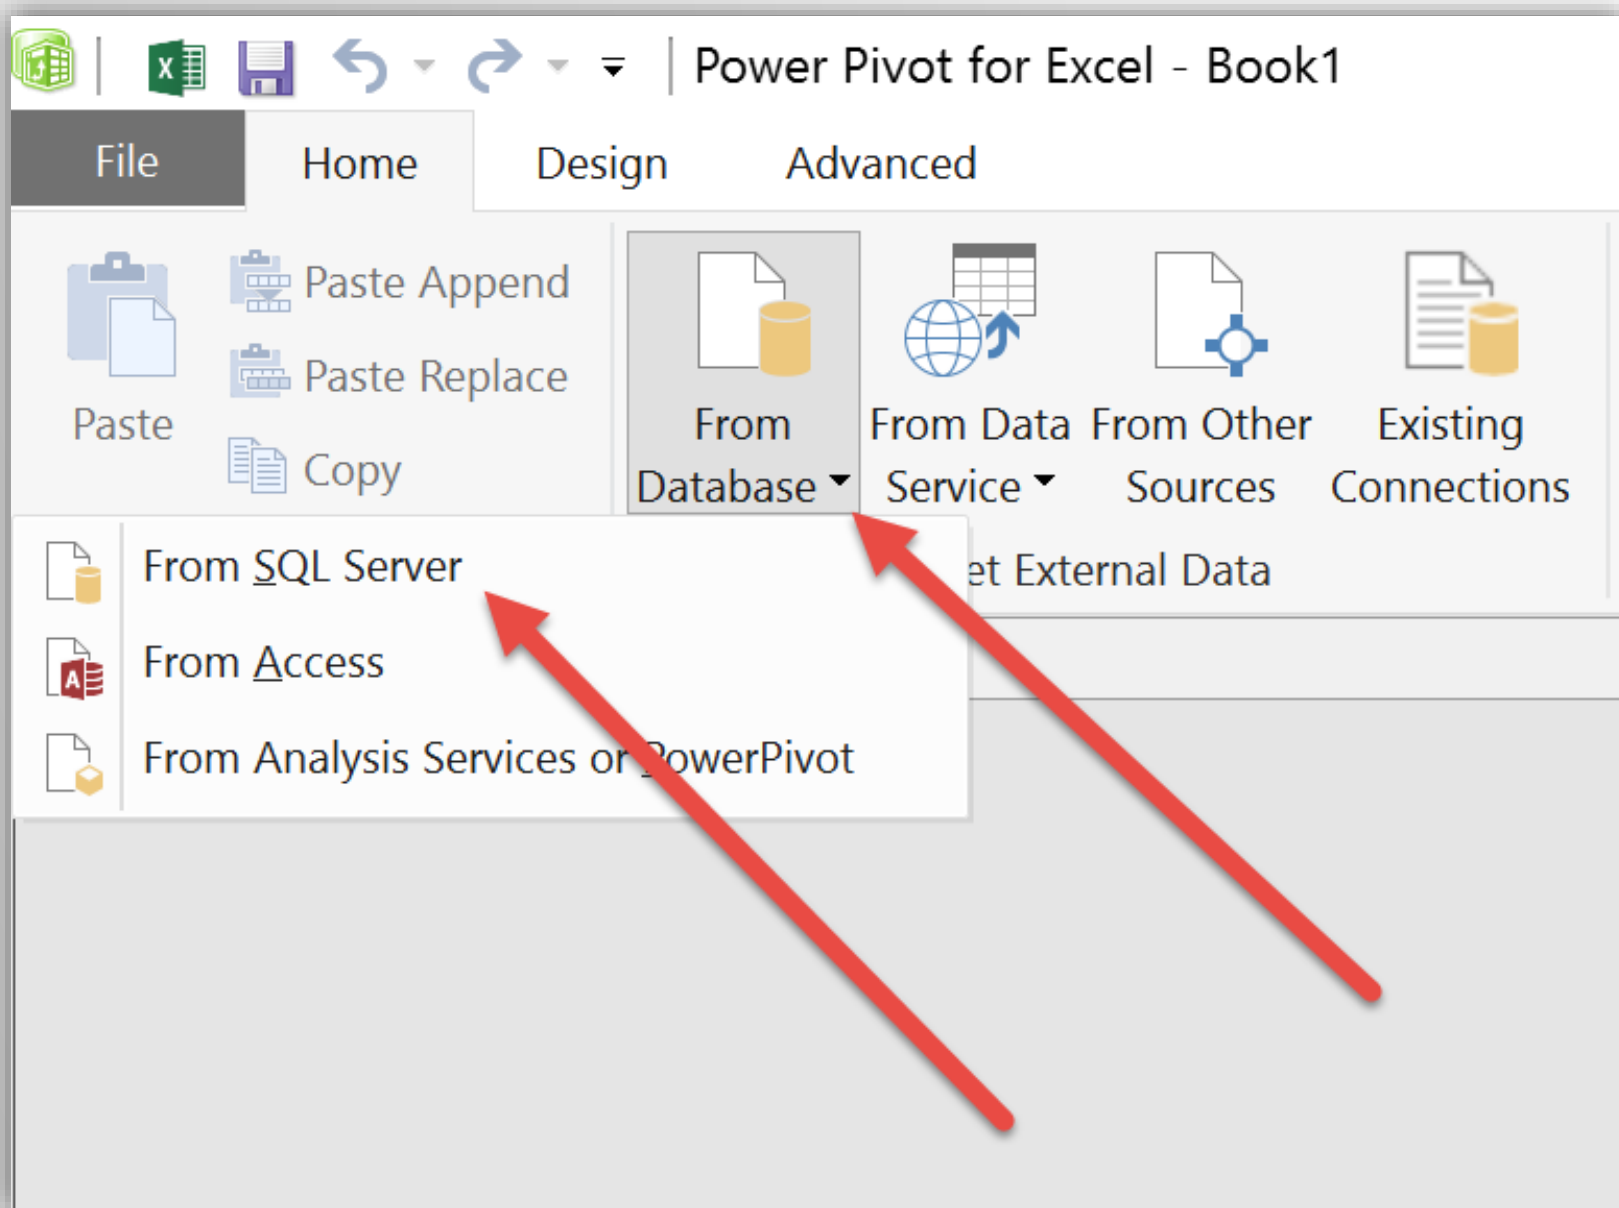 Power Pivot for Excel - Book1
File Home Design Advanced
Paste
Paste Append
Paste Replace
Copy
From
Database
From Data
Service
From Other
Sources
Existing
Connections
et External Data
From SQL Server
From Access
From Analysis Services or PowerPivot